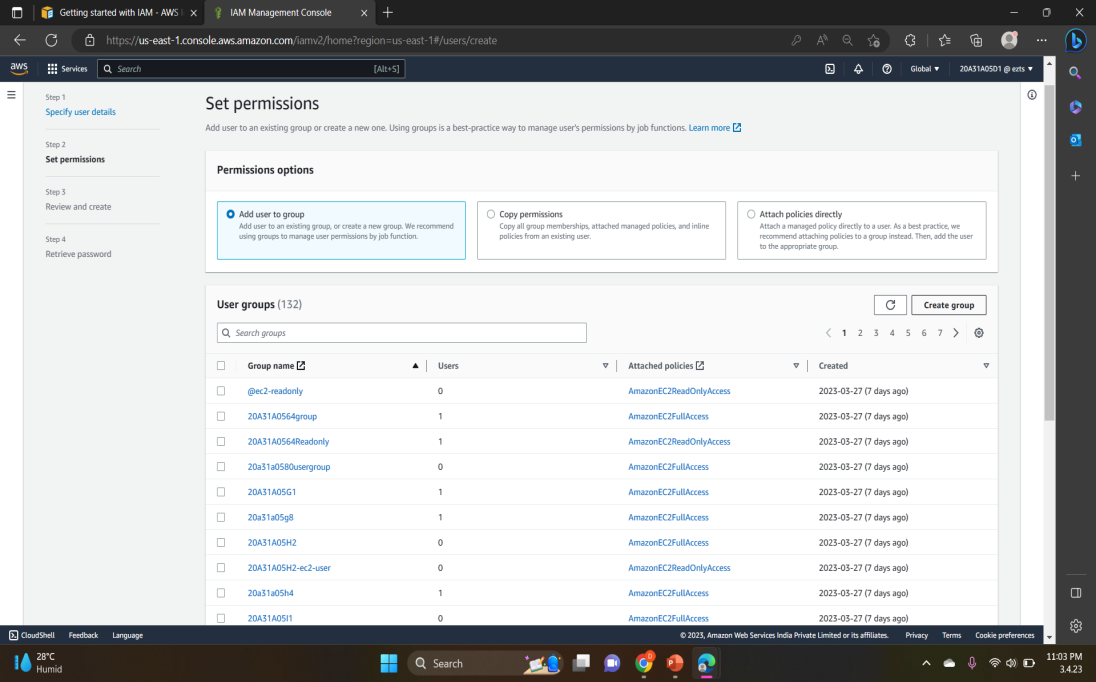 Getting started with IAM - AWS
IAM Management Console
https://us-east-1.console.aws.amazon.com/iamv2/home?region=us-east-1#/users/create
aws
Services
Search
[Alt+S]
Global
20A31A05D1 @ ezts
Step 1
Specify user details
Step 2
Set permissions
Step 3
Review and create
Step 4
Retrieve password
Set permissions
Add user to an existing group or create a new one. Using groups is a best-practice way to manage user's permissions by job functions. Learn more
Permissions options
Add user to group
Add user to an existing group, or create a new group. We recommend
using groups to manage user permissions by job function.
Copy permissions
Copy all group memberships, attached managed policies, and inline
policies from an existing user.
Attach policies directly
Attach a managed policy directly to a user. As a best practice, we
recommend attaching policies to a group instead. Then, add the user
to the appropriate group.
User groups (132)
Create group
Search groups
1 2 3 4 5 6 7
Group name Users Attached policies Created
@ec2-readonly 0 AmazonEC2ReadOnlyAccess 2023-03-27 (7 days ago)
20A31A0564group 1 AmazonEC2FullAccess 2023-03-27 (7 days ago)
20A31A0564Readonly 1 AmazonEC2ReadOnlyAccess 2023-03-27 (7 days ago)
20a31a0580usergroup 0 AmazonEC2FullAccess 2023-03-27 (7 days ago)
20A31A05G1 1 AmazonEC2FullAccess 2023-03-27 (7 days ago)
20a31a05g8 1 AmazonEC2FullAccess 2023-03-27 (7 days ago)
20A31A05H2 0 AmazonEC2FullAccess 2023-03-27 (7 days ago)
20A31A05H2-ec2-user 0 AmazonEC2ReadOnlyAccess 2023-03-27 (7 days ago)
20a31a05h4 1 AmazonEC2FullAccess 2023-03-27 (7 days ago)
20A31A05I1 0 AmazonEC2FullAccess 2023-03-27 (7 days ago)
CloudShell Feedback Language
© 2023, Amazon Web Services India Private Limited or its affiliates. Privacy Terms Cookie preferences
28°C
Humid
Search
11:03 PM
3.4.23